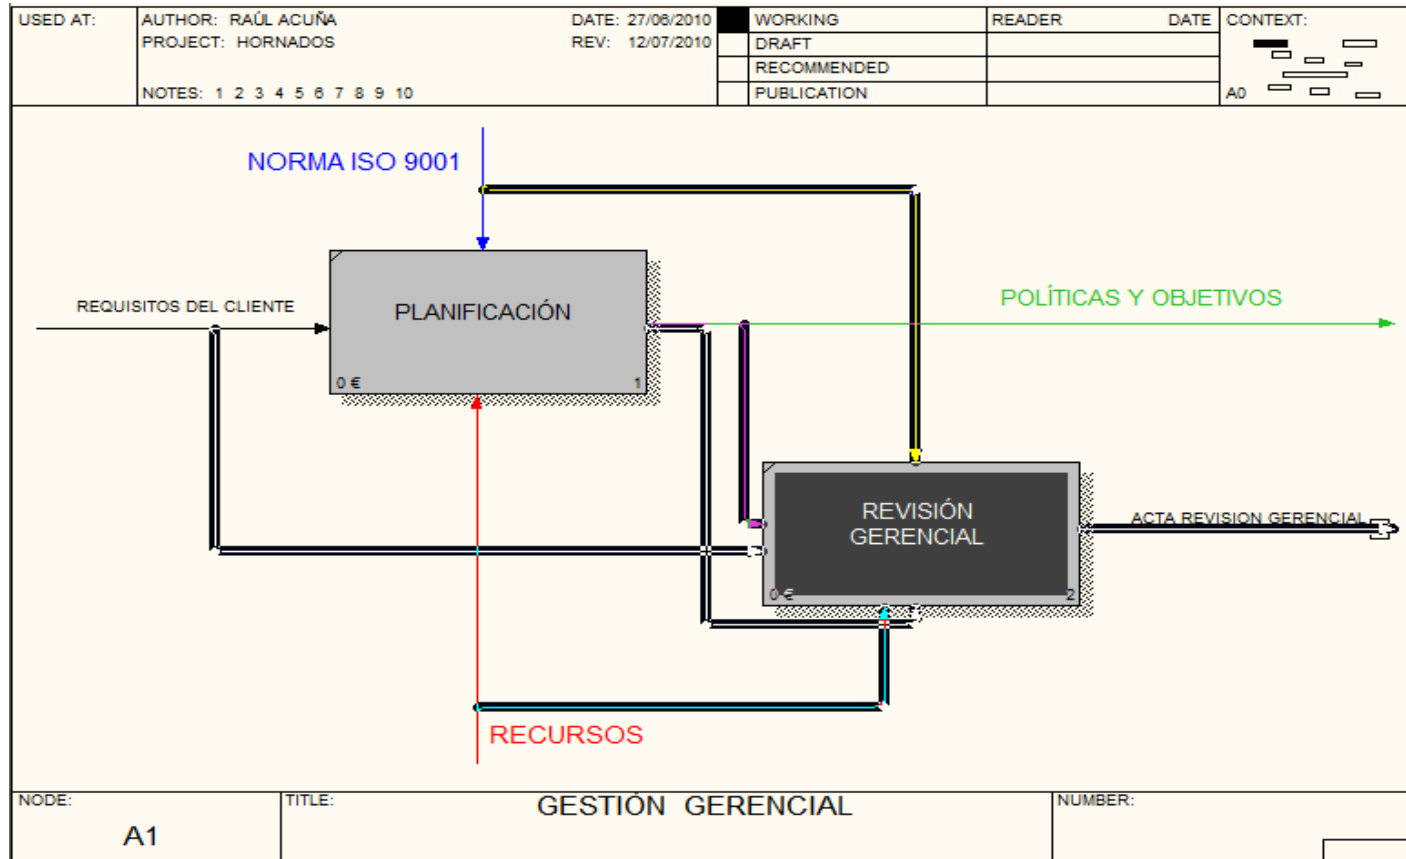 USED AT:
AUTHOR: RAÚL ACUÑA
DATE: 27/06/2010
WORKING
READER
DATE
CONTEXT:
PROJECT: HORNADOS
REV: 12/07/2010
DRAFT
RECOMMENDED
NOTES: 1 2 3 4 5 6 7 8 9 10
PUBLICATION
A0
NORMA ISO 9001
REQUISITOS DEL CLIENTE
PLANIFICACIÓN
0 €
1
POLÍTICAS Y OBJETIVOS
REVISIÓN
GERENCIAL
0 €
2
ACTA REVISION GERENCIAL
RECURSOS
NODE:
A1
TITLE:
GESTIÓN GERENCIAL
NUMBER: